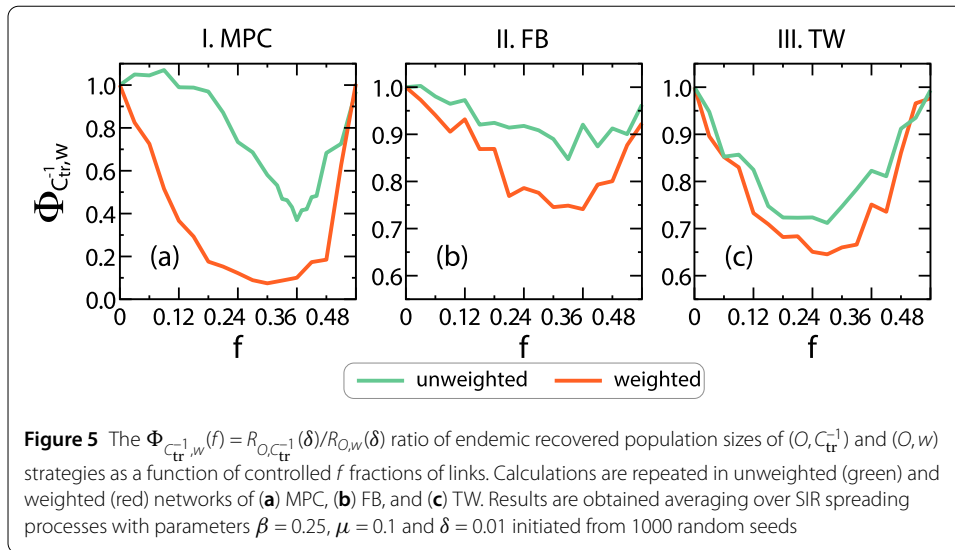 I. MPC II. FB III. TW
Φ_{C_tr^{-1},w}
1.0
0.8
0.6
0.4
0.2
0.0
(a)
0 0.12 0.24 0.36 0.48
f
1.0
0.9
0.8
0.7
0.6
(b)
0 0.12 0.24 0.36 0.48
f
1.0
0.9
0.8
0.7
0.6
(c)
0 0.12 0.24 0.36 0.48
f
unweighted weighted
Figure 5 The Φ_{C_tr^{-1},w}(f) = R_{O,C_tr^{-1}}(δ)/R_{O,w}(δ) ratio of endemic recovered population sizes of (O, C_tr^{-1}) and (O, w)
strategies as a function of controlled f fractions of links. Calculations are repeated in unweighted (green) and
weighted (red) networks of (a) MPC, (b) FB, and (c) TW. Results are obtained averaging over SIR spreading
processes with parameters β = 0.25, μ = 0.1 and δ = 0.01 initiated from 1000 random seeds